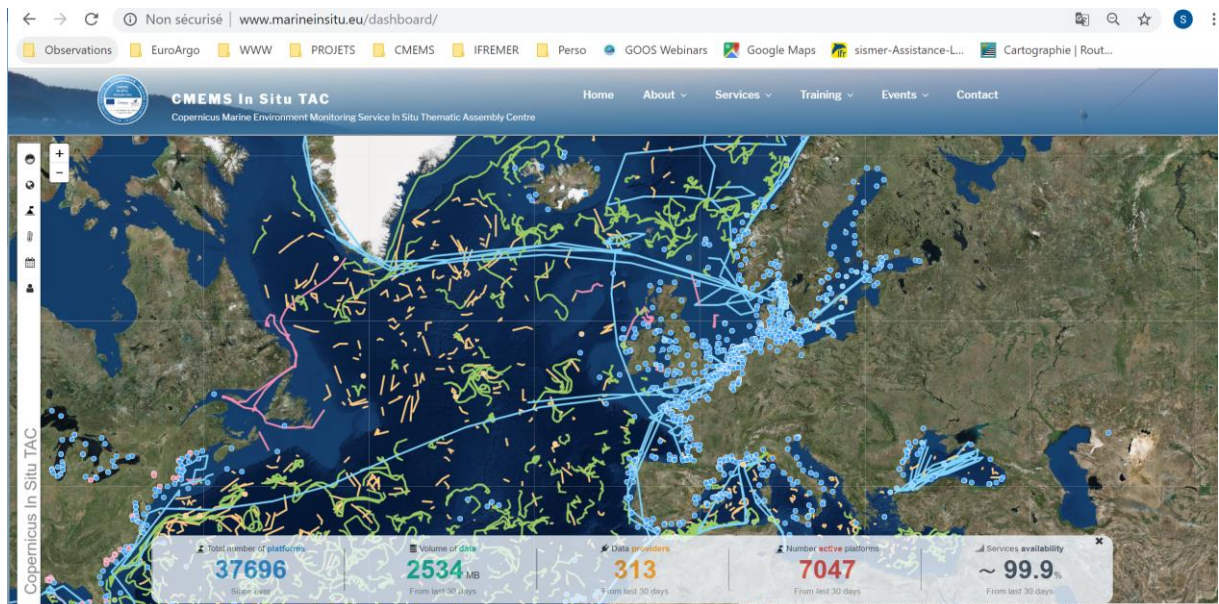 Non sécurisé | www.marineinsitu.eu/dashboard/
S
Observations EuroArgo WWW PROJETS CMEMS IFREMER Perso GOOS Webinars Google Maps sismer-Assistance-L... Cartographie | Rout...
CMEMS In Situ TAC
Copernicus Marine Environment Monitoring Service In Situ Thematic Assembly Centre
Home About Services Training Events Contact
+
−
Copernicus In Situ TAC
Total number of platforms
37696
Since ever
Volume of data
2534 MB
From last 30 days
Data providers
313
From last 30 days
Number active platforms
7047
From last 30 days
Services availability
~ 99.9%
From last 30 days